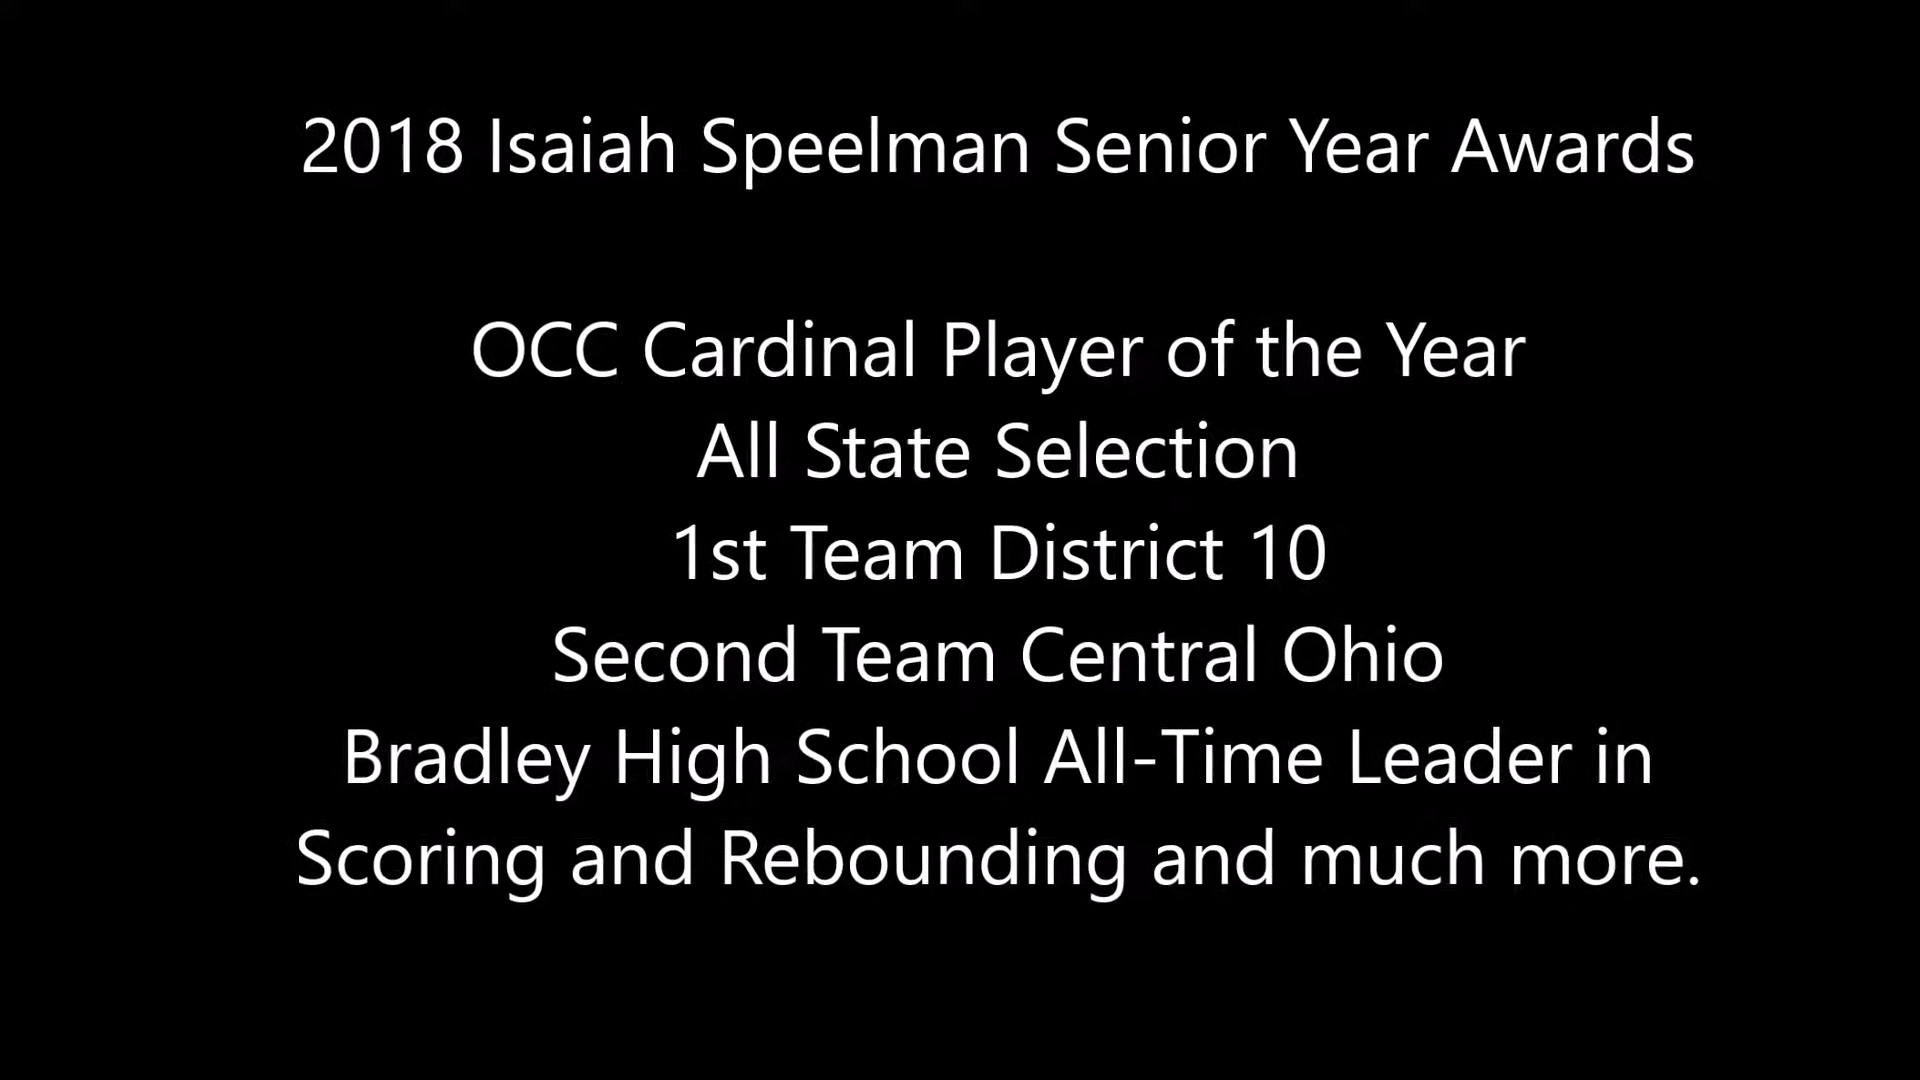 2018 Isaiah Speelman Senior Year Awards
OCC Cardinal Player of the Year
All State Selection
1st Team District 10
Second Team Central Ohio
Bradley High School All-Time Leader in
Scoring and Rebounding and much more.